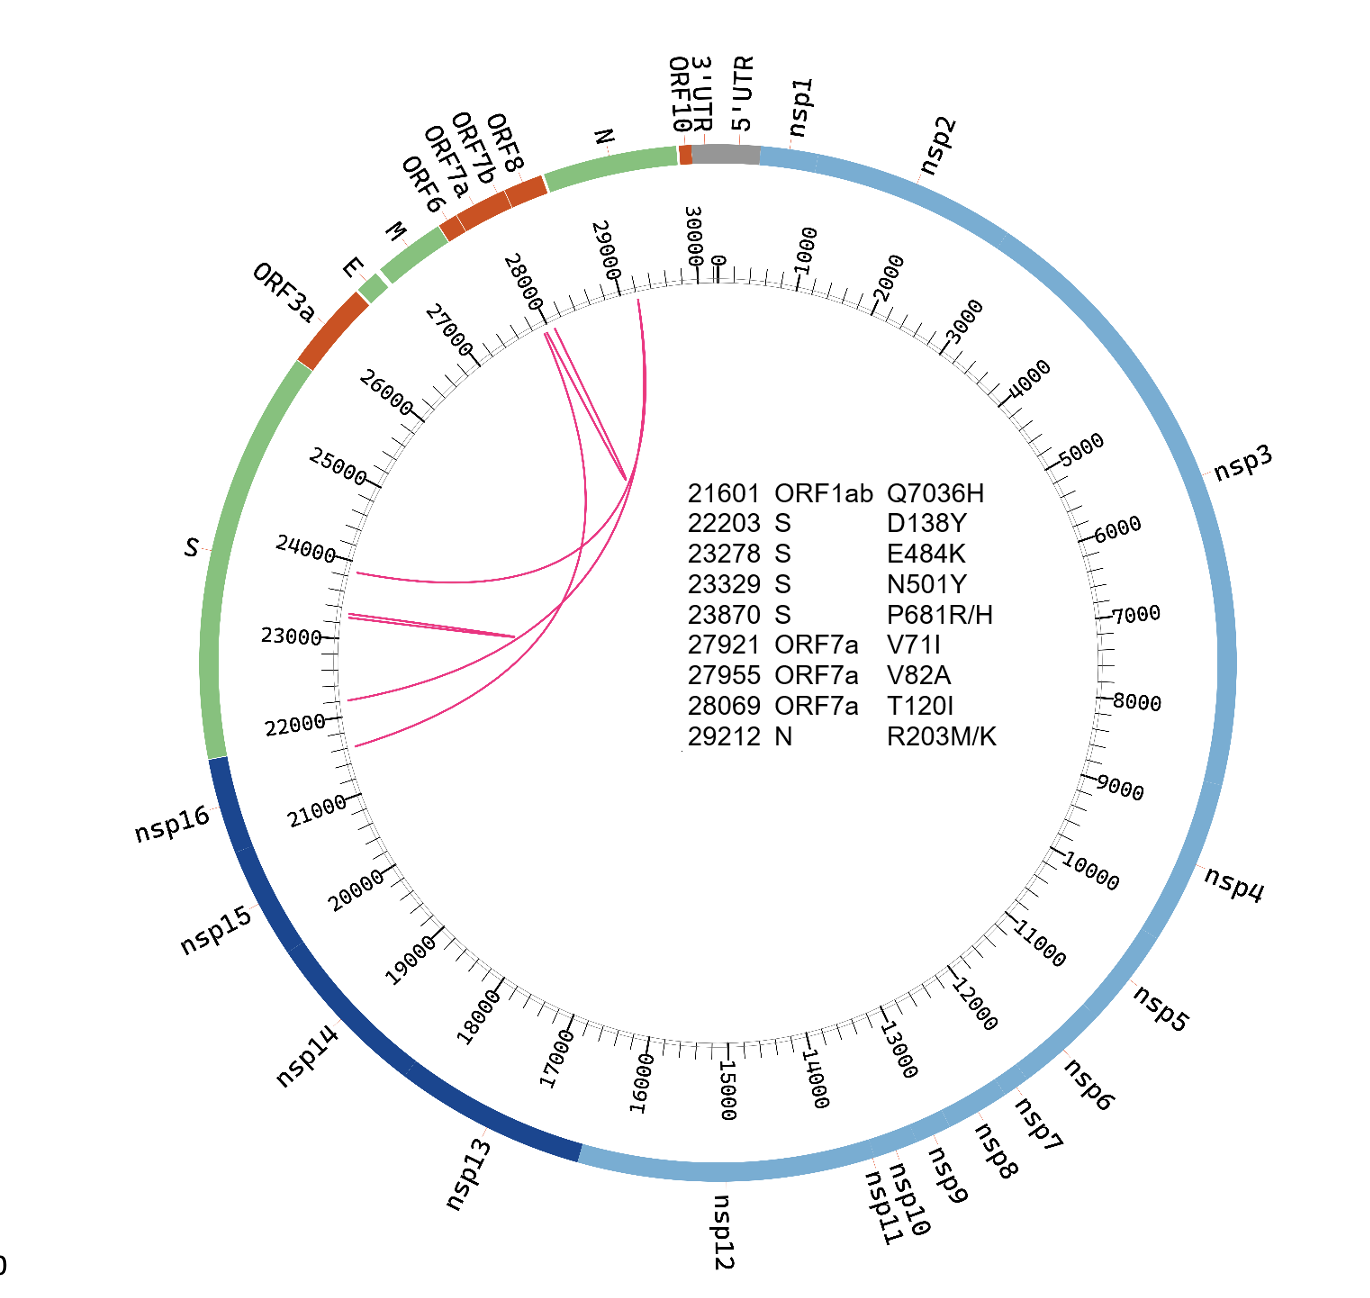 3'UTR
5'UTR
nsp1
nsp2
nsp3
nsp4
nsp5
nsp6
nsp7
nsp8
nsp9
nsp10
nsp11
nsp12
nsp13
nsp14
nsp15
nsp16
S
ORF3a
E
M
ORF6
ORF7a
ORF7b
ORF8
N
ORF10
0
1000
2000
3000
4000
5000
6000
7000
8000
9000
10000
11000
12000
13000
14000
15000
16000
17000
18000
19000
20000
21000
22000
23000
24000
25000
26000
27000
28000
29000
30000
21601 ORF1ab Q7036H
22203 S D138Y
23278 S E484K
23329 S N501Y
23870 S P681R/H
27921 ORF7a V71I
27955 ORF7a V82A
28069 ORF7a T120I
29212 N R203M/K
0